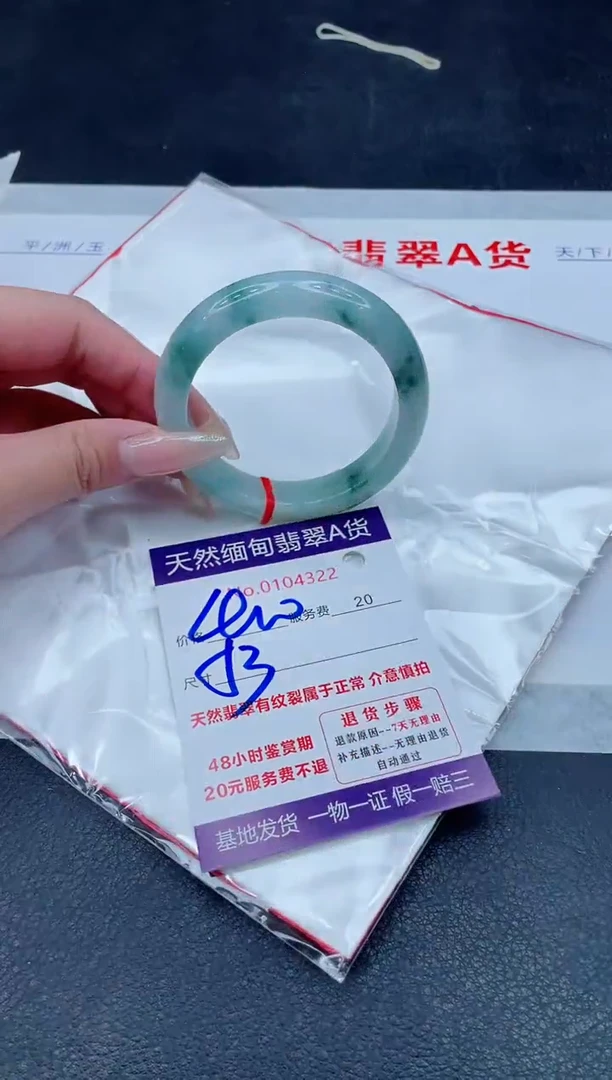 平/洲/玉
翡翠A货
天/下/
天然缅甸翡翠A货
No.0104322
价格 服务费 20
尺寸 53
天然翡翠有纹裂属于正常 介意慎拍
48小时鉴赏期
20元服务费不退
退货步骤
退款原因--7天无理由
补充描述--无理由退货
自动通过
基地发货 一物一证 假一赔三